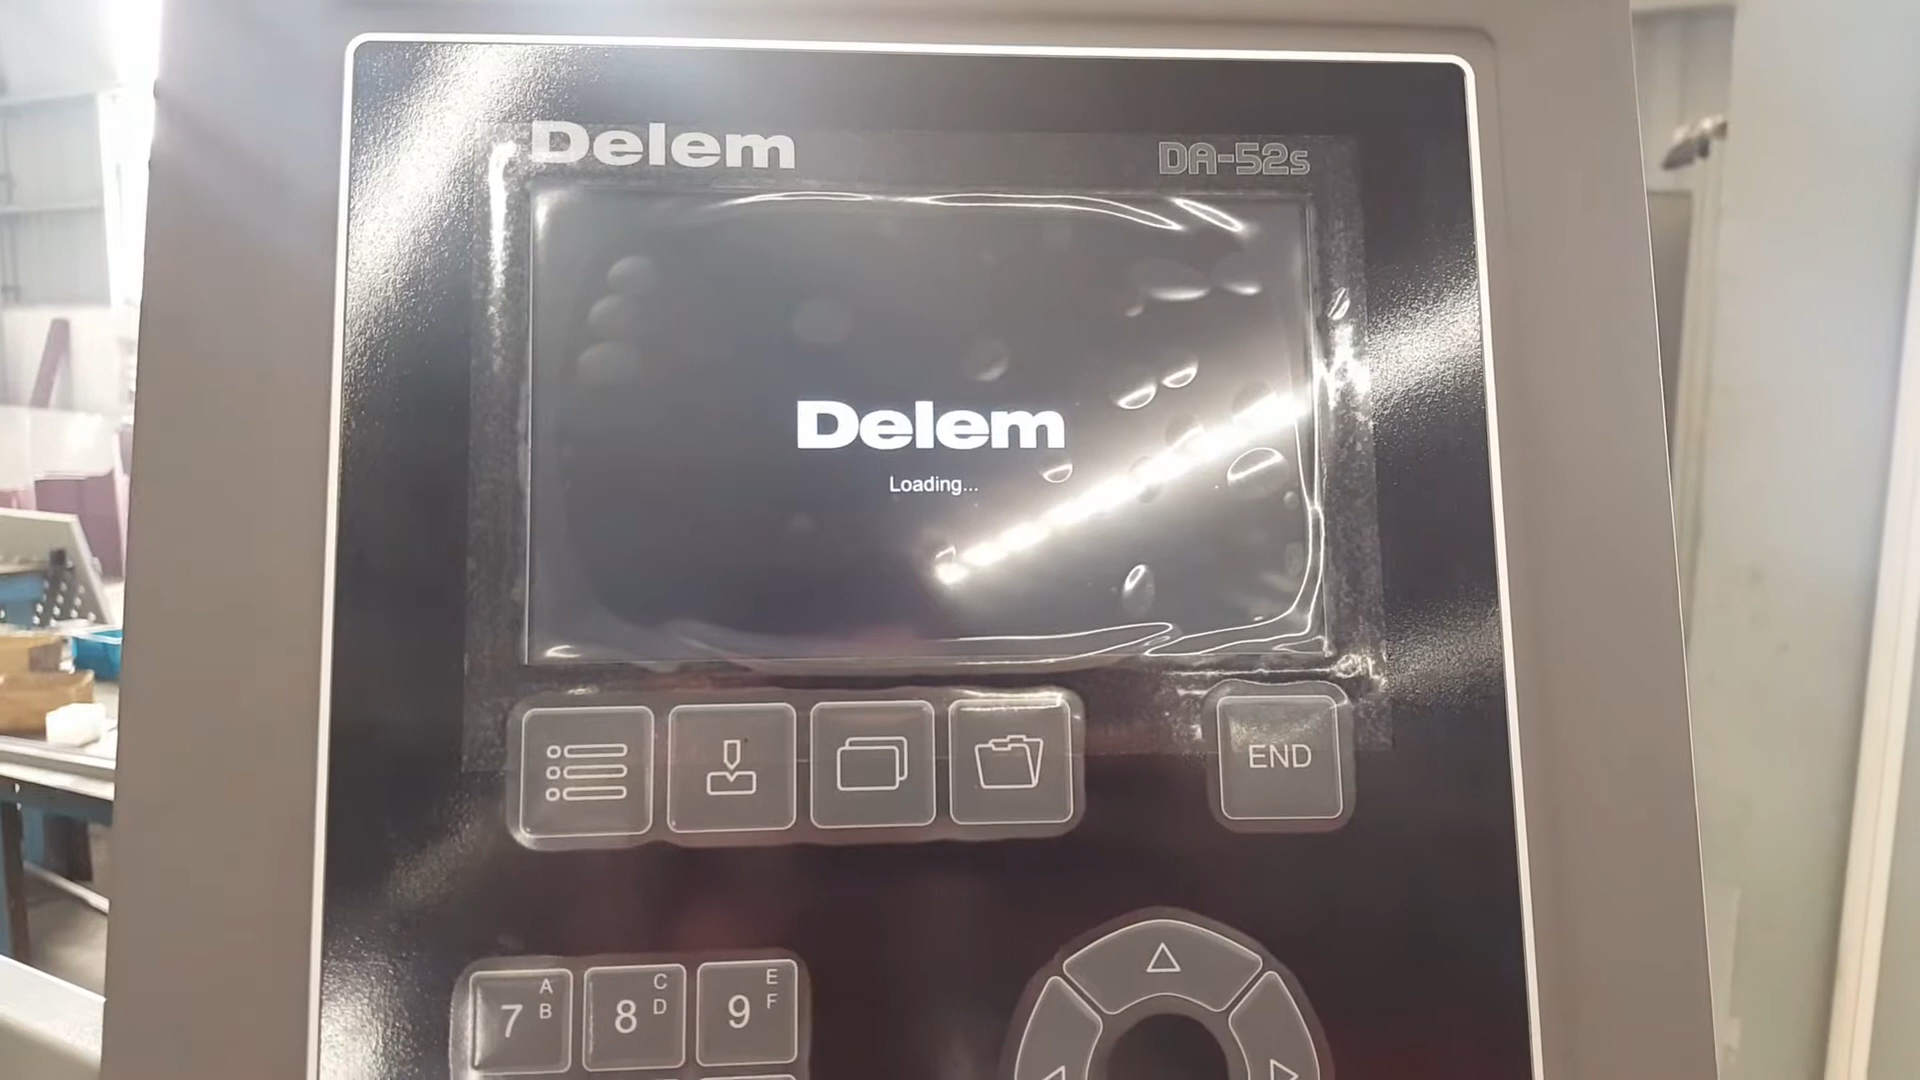 Delem
DA-52s
Delem
Loading...
END
7 A B
8 C D
9 E F